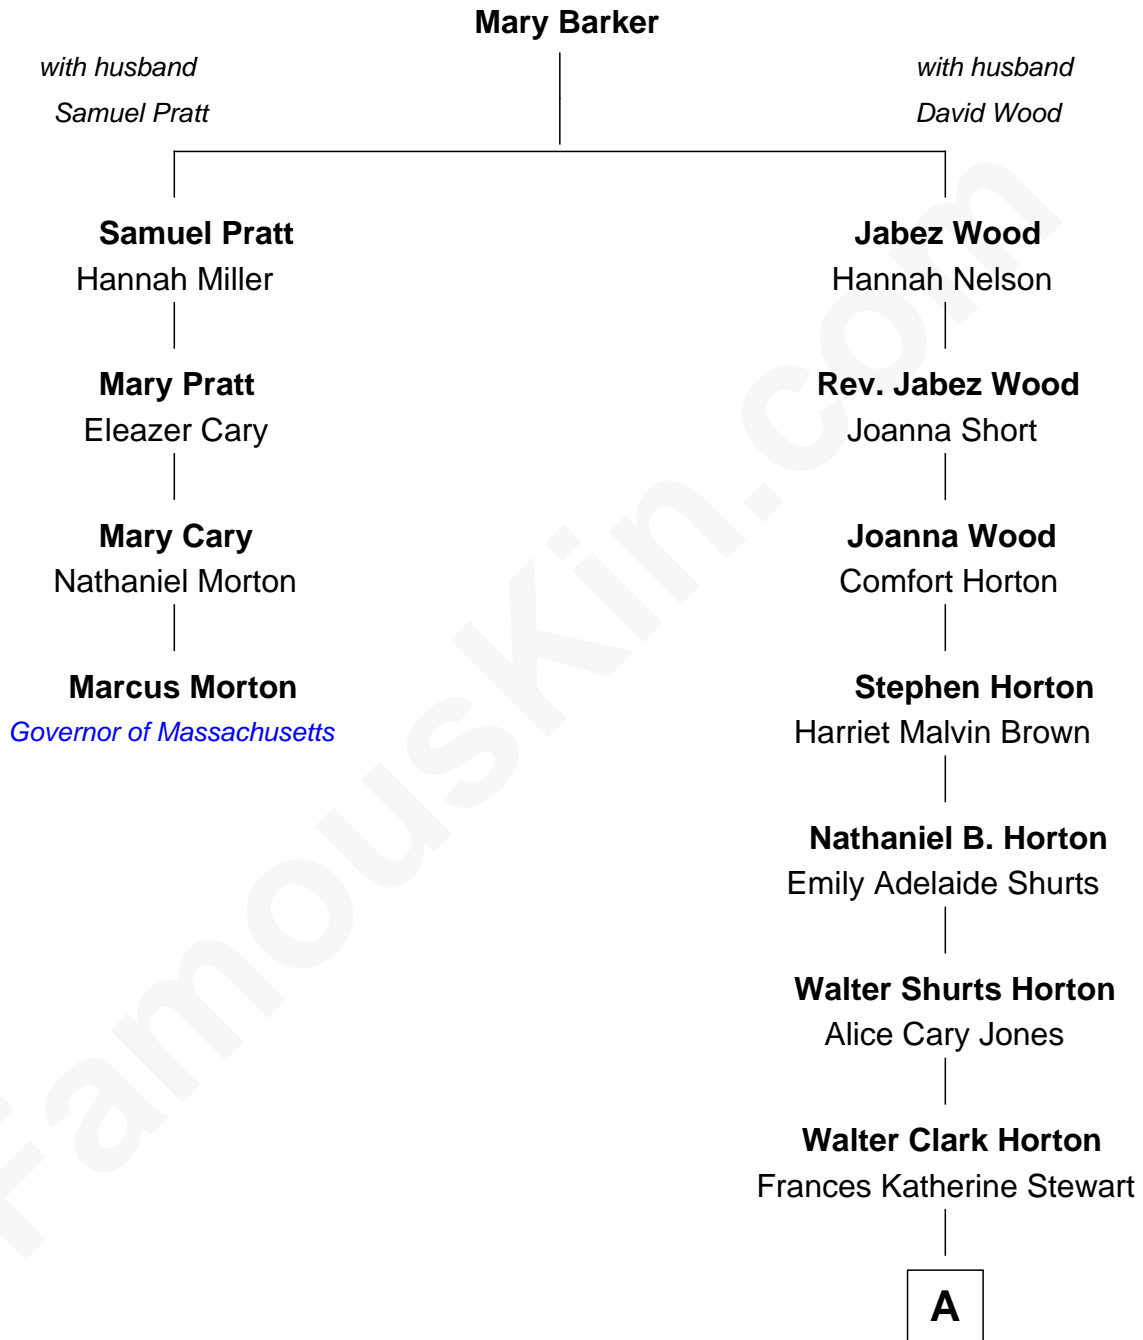 Mary Barker
with husband
Samuel Pratt
with husband
David Wood
Samuel Pratt
Hannah Miller
Mary Pratt
Eleazer Cary
Mary Cary
Nathaniel Morton
Marcus Morton
Governor of Massachusetts
Jabez Wood
Hannah Nelson
Rev. Jabez Wood
Joanna Short
Joanna Wood
Comfort Horton
Stephen Horton
Harriet Malvin Brown
Nathaniel B. Horton
Emily Adelaide Shurts
Walter Shurts Horton
Alice Cary Jones
Walter Clark Horton
Frances Katherine Stewart
A
FamousKin.com